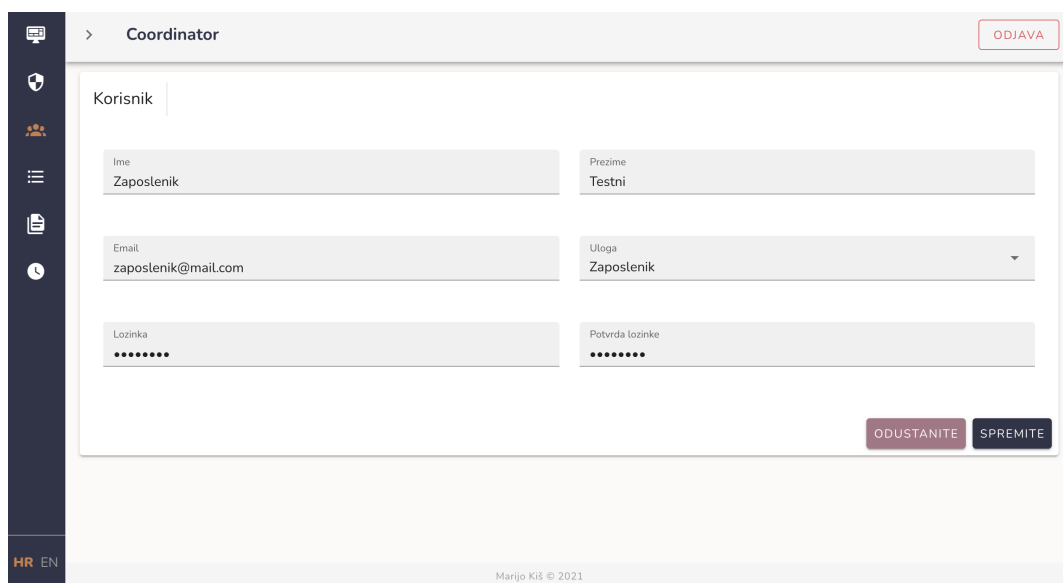 Coordinator
ODJAVA
Korisnik
Ime
Zaposlenik
Prezime
Testni
Email
zaposlenik@mail.com
Uloga
Zaposlenik
Lozinka
••••••••
Potvrda lozinke
••••••••
ODUSTANITE
SPREMITE
HR EN
Marijo Kiš © 2021